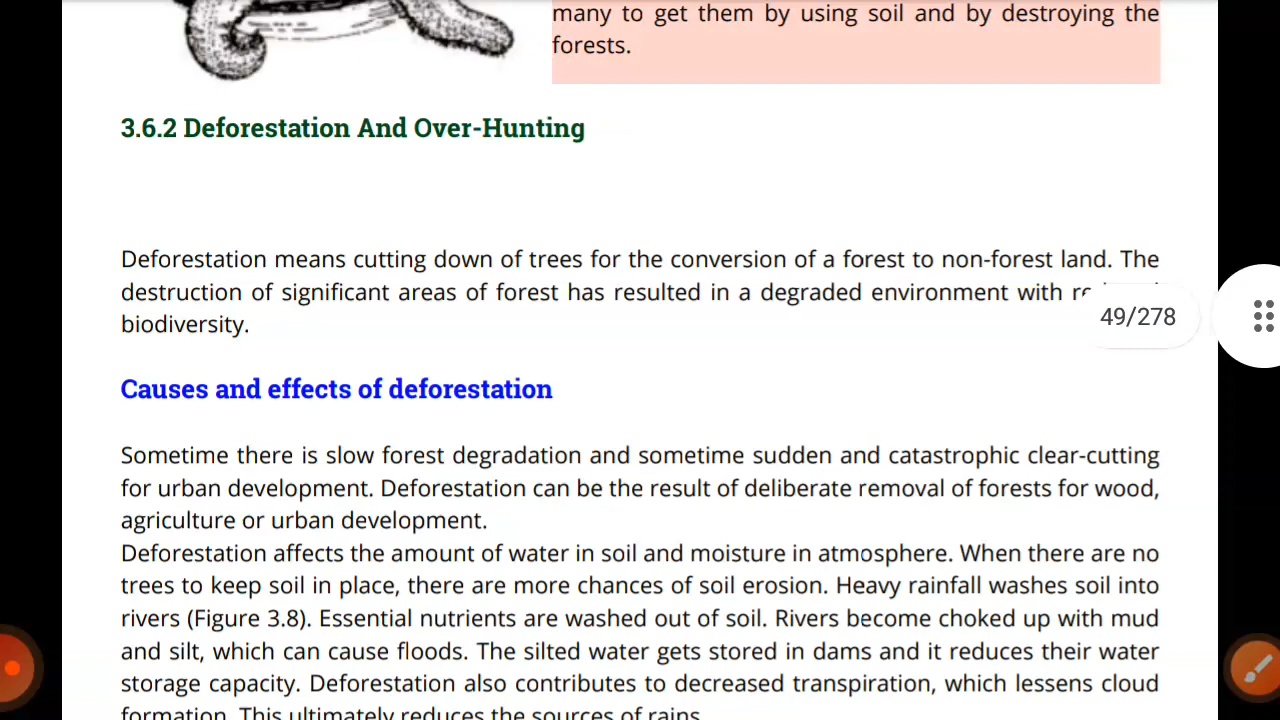 many to get them by using soil and by destroying the
forests.
3.6.2 Deforestation And Over-Hunting
Deforestation means cutting down of trees for the conversion of a forest to non-forest land. The
destruction of significant areas of forest has resulted in a degraded environment with
biodiversity.
49/278
Causes and effects of deforestation
Sometime there is slow forest degradation and sometime sudden and catastrophic clear-cutting
for urban development. Deforestation can be the result of deliberate removal of forests for wood,
agriculture or urban development.
Deforestation affects the amount of water in soil and moisture in atmosphere. When there are no
trees to keep soil in place, there are more chances of soil erosion. Heavy rainfall washes soil into
rivers (Figure 3.8). Essential nutrients are washed out of soil. Rivers become choked up with mud
and silt, which can cause floods. The silted water gets stored in dams and it reduces their water
storage capacity. Deforestation also contributes to decreased transpiration, which lessens cloud
formation. This ultimately reduces the sources of rains.